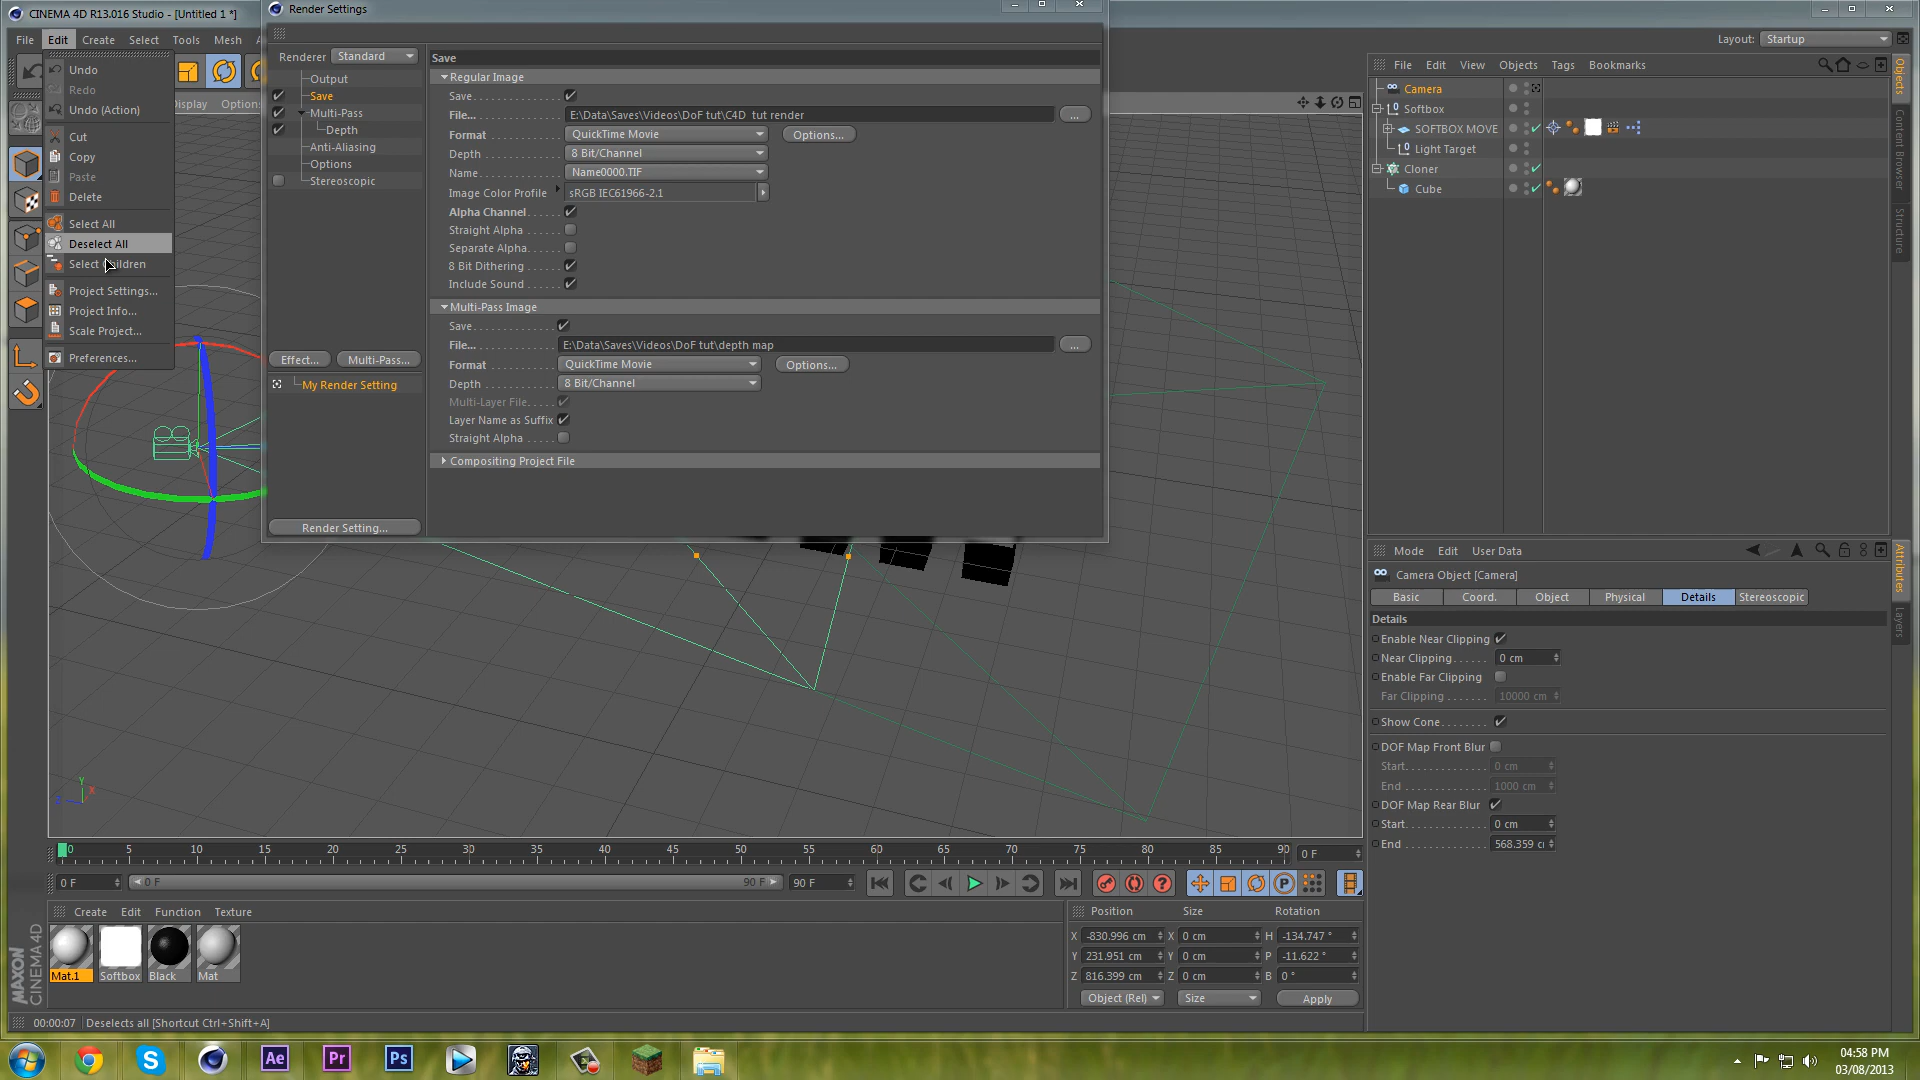 CINEMA 4D R13.016 Studio - [Untitled 1 *]
File Edit Create Select Tools Mesh
Undo
Redo
Undo (Action)
Cut
Copy
Paste
Delete
Select All
Deselect All
Select Children
Project Settings...
Project Info...
Scale Project...
Preferences...
Render Settings
Renderer Standard
Output
Save
Multi-Pass
Depth
Anti-Aliasing
Options
Stereoscopic
Effect... Multi-Pass...
My Render Setting
Render Setting...
Save
Regular Image
Save
File... E:\Data\Saves\Videos\DoF tut\C4D tut render
Format QuickTime Movie Options...
Depth 8 Bit/Channel
Name Name0000.TIF
Image Color Profile sRGB IEC61966-2.1
Alpha Channel
Straight Alpha
Separate Alpha
8 Bit Dithering
Include Sound
Multi-Pass Image
Save
File... E:\Data\Saves\Videos\DoF tut\depth map
Format QuickTime Movie Options...
Depth 8 Bit/Channel
Multi-Layer File
Layer Name as Suffix
Straight Alpha
Compositing Project File
Layout: Startup
File Edit View Objects Tags Bookmarks
Camera
Softbox
SOFTBOX MOVE
Light Target
Cloner
Cube
Objects
Content Browser
Structure
Mode Edit User Data
Camera Object [Camera]
Basic Coord. Object Physical Details Stereoscopic
Details
Enable Near Clipping
Near Clipping 0 cm
Enable Far Clipping
Far Clipping 10000 cm
Show Cone
DOF Map Front Blur
Start 0 cm
End 1000 cm
DOF Map Rear Blur
Start 0 cm
End 568.359 c
Attributes
Layers
Y
X
Z
0 5 10 15 20 25 30 35 40 45 50 55 60 65 70 75 80 85 90 0 F
0 F 0 F 90 F 90 F
Create Edit Function Texture
Mat.1 Softbox Black Mat
MAXON
CINEMA 4D
Position Size Rotation
X -830.996 cm X 0 cm H -134.747 °
Y 231.951 cm Y 0 cm P -11.622 °
Z 816.399 cm Z 0 cm B 0 °
Object (Rel) Size Apply
00:00:07 Deselects all [Shortcut Ctrl+Shift+A]
Ae Pr Ps
04:58 PM
03/08/2013